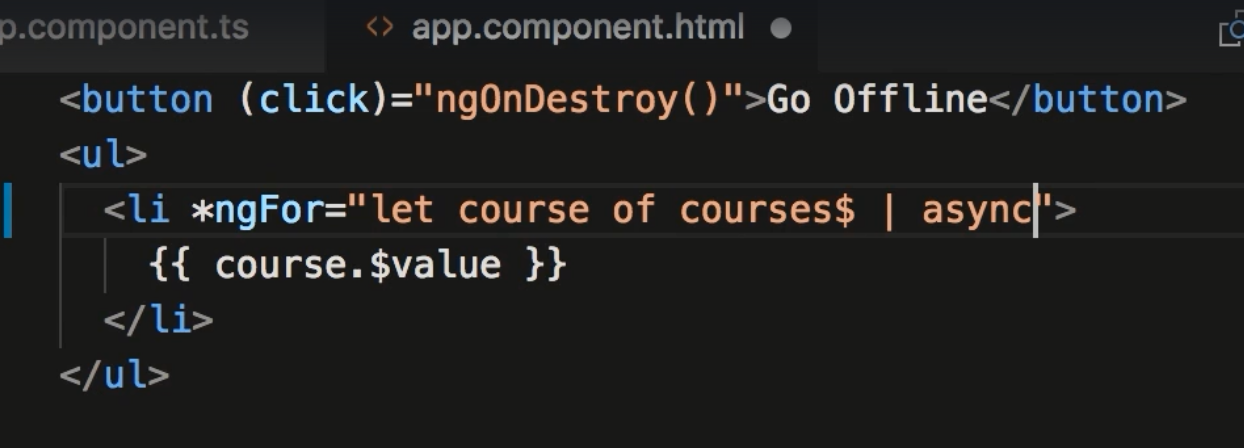 p.component.ts <> app.component.html
<button (click)="ngOnDestroy()">Go Offline</button>
<ul>
<li *ngFor="let course of courses$ | async">
{{ course.$value }}
</li>
</ul>